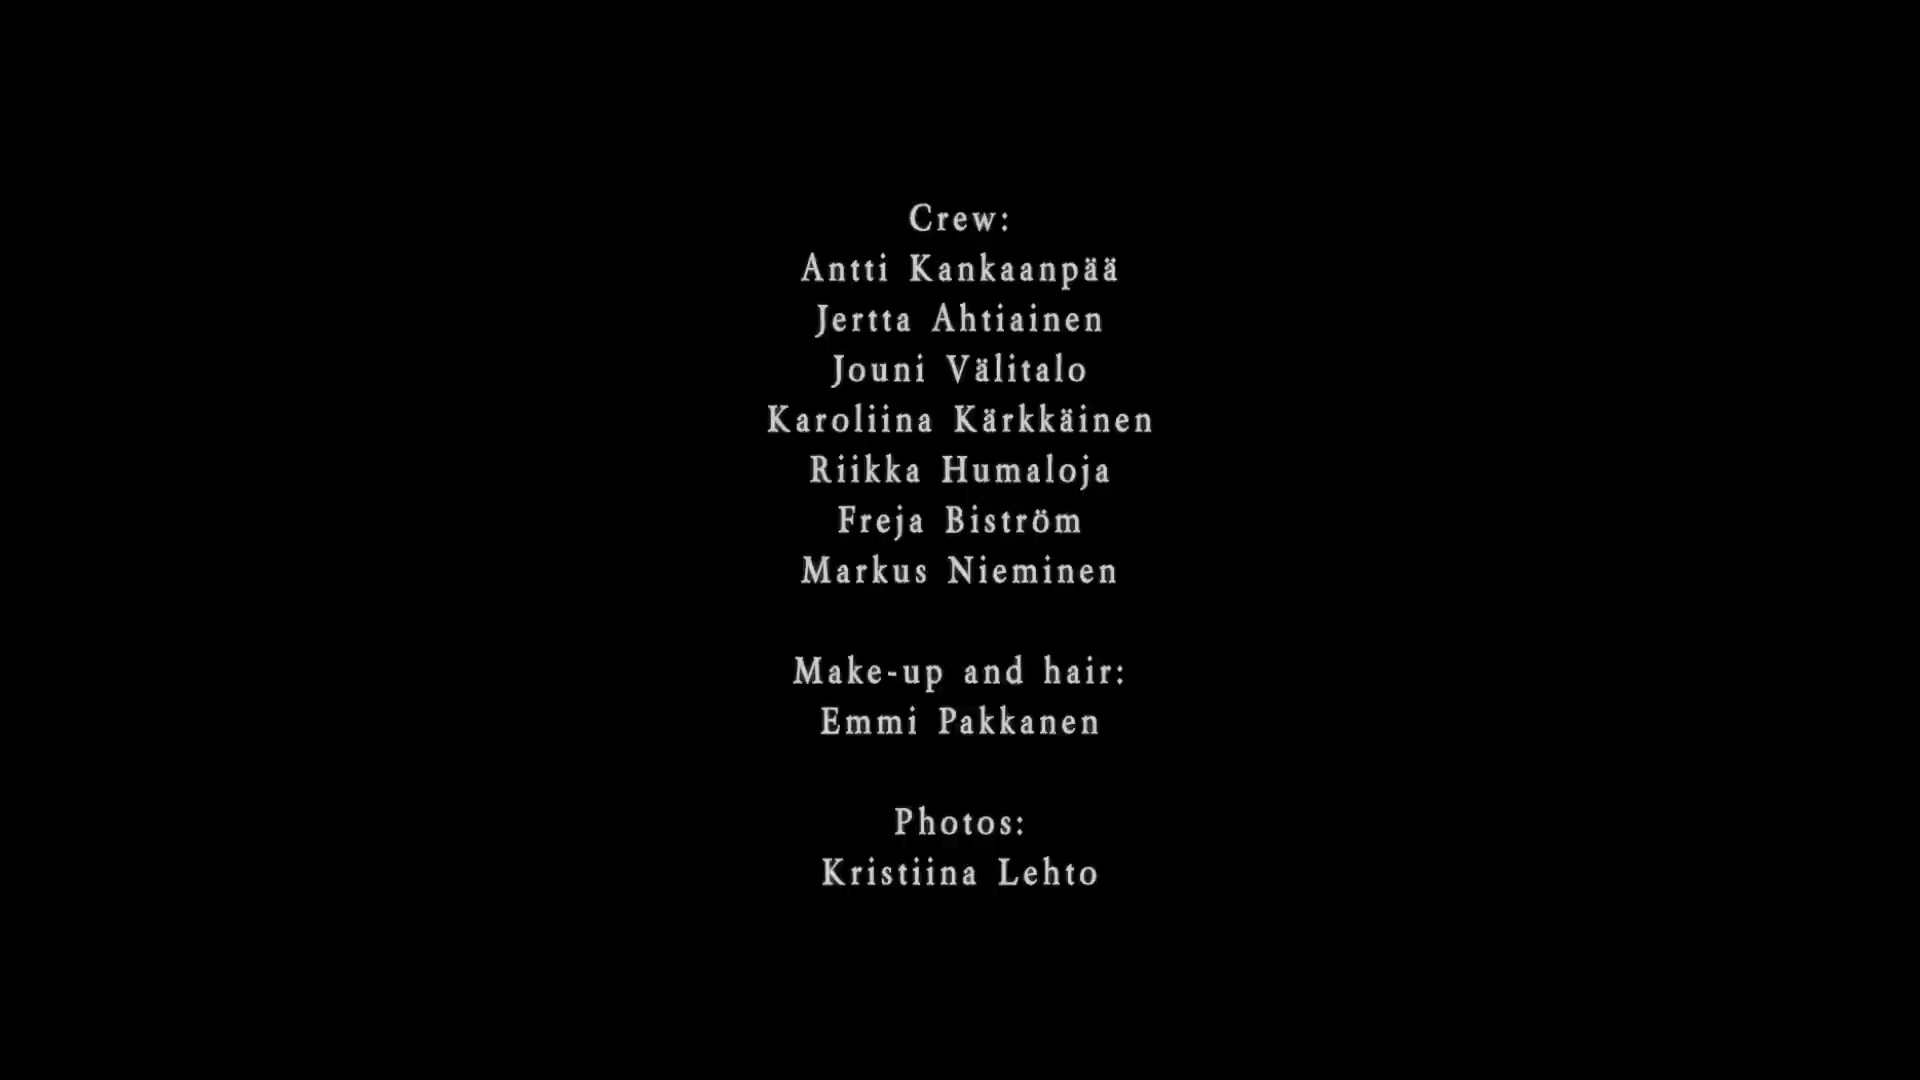 Crew:
Antti Kankaanpää
Jertta Ahtiainen
Jouni Välitalo
Karoliina Kärkkäinen
Riikka Humaloja
Freja Biström
Markus Nieminen
Make-up and hair:
Emmi Pakkanen
Photos:
Kristiina Lehto